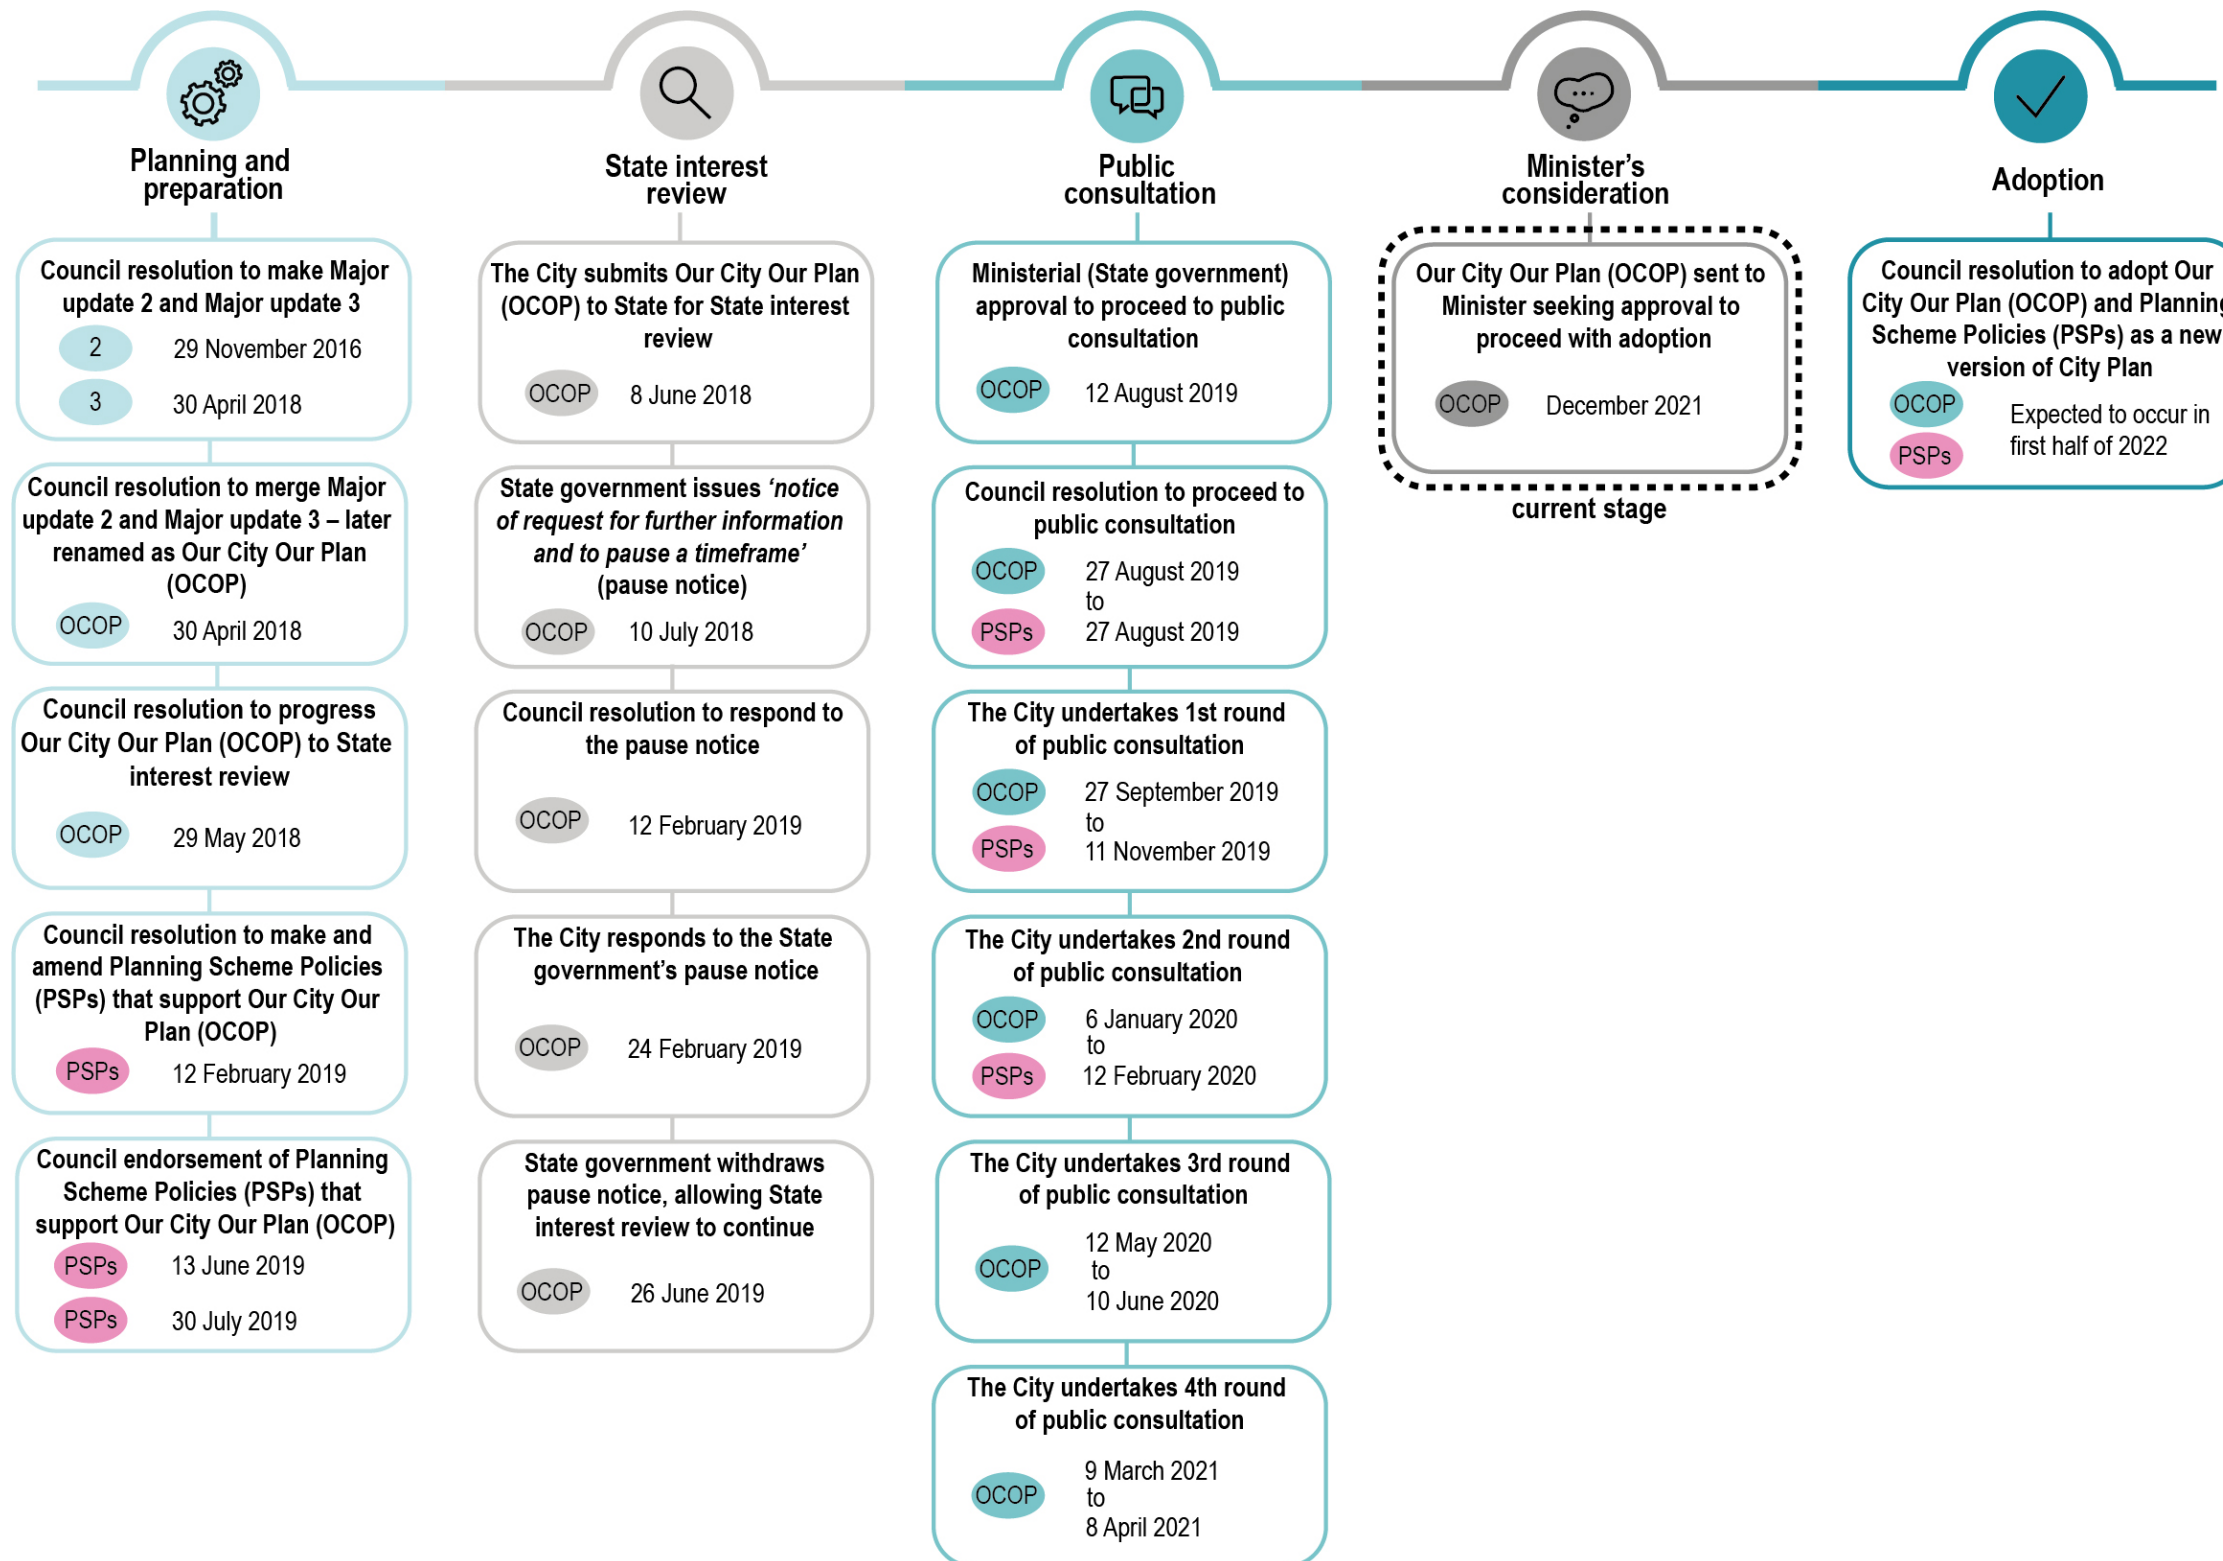 Planning and
preparation
Council resolution to make Major
update 2 and Major update 3
2 29 November 2016
3 30 April 2018
Council resolution to merge Major
update 2 and Major update 3 – later
renamed as Our City Our Plan
(OCOP)
OCOP 30 April 2018
Council resolution to progress
Our City Our Plan (OCOP) to State
interest review
OCOP 29 May 2018
Council resolution to make and
amend Planning Scheme Policies
(PSPs) that support Our City Our
Plan (OCOP)
PSPs 12 February 2019
Council endorsement of Planning
Scheme Policies (PSPs) that
support Our City Our Plan (OCOP)
PSPs 13 June 2019
PSPs 30 July 2019
State interest
review
The City submits Our City Our Plan
(OCOP) to State for State interest
review
OCOP 8 June 2018
State government issues ‘notice
of request for further information
and to pause a timeframe’
(pause notice)
OCOP 10 July 2018
Council resolution to respond to
the pause notice
OCOP 12 February 2019
The City responds to the State
government’s pause notice
OCOP 24 February 2019
State government withdraws
pause notice, allowing State
interest review to continue
OCOP 26 June 2019
Public
consultation
Ministerial (State government)
approval to proceed to public
consultation
OCOP 12 August 2019
Council resolution to proceed to
public consultation
OCOP 27 August 2019
to
PSPs 27 August 2019
The City undertakes 1st round
of public consultation
OCOP 27 September 2019
to
PSPs 11 November 2019
The City undertakes 2nd round
of public consultation
OCOP 6 January 2020
to
PSPs 12 February 2020
The City undertakes 3rd round
of public consultation
12 May 2020
OCOP to
10 June 2020
The City undertakes 4th round
of public consultation
9 March 2021
OCOP to
8 April 2021
Minister’s
consideration
Our City Our Plan (OCOP) sent to
Minister seeking approval to
proceed with adoption
OCOP December 2021
current stage
Adoption
Council resolution to adopt Our
City Our Plan (OCOP) and Planning
Scheme Policies (PSPs) as a new
version of City Plan
OCOP Expected to occur in
PSPs first half of 2022